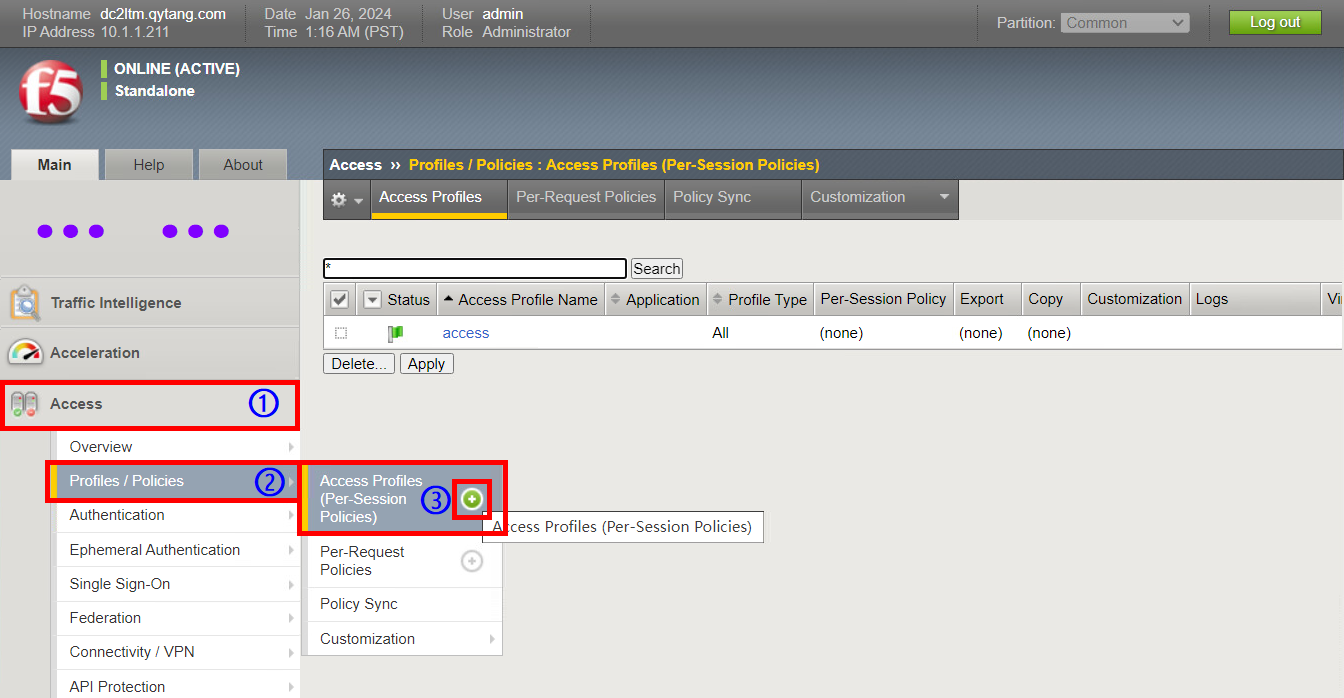 Hostname dc2ltm.qytang.com Date Jan 26, 2024 User admin
IP Address 10.1.1.211 Time 1:16 AM (PST) Role Administrator
Partition: Common Log out
f5
ONLINE (ACTIVE)
Standalone
Main Help About
Access ›› Profiles / Policies : Access Profiles (Per-Session Policies)
Access Profiles Per-Request Policies Policy Sync Customization
Traffic Intelligence
Acceleration
Access ①
Overview
Profiles / Policies ②
Authentication
Ephemeral Authentication
Single Sign-On
Federation
Connectivity / VPN
API Protection
Access Profiles
(Per-Session
Policies) ③
Per-Request
Policies
Policy Sync
Customization
Access Profiles (Per-Session Policies)
* Search
Status Access Profile Name Application Profile Type Per-Session Policy Export Copy Customization Logs Vi
access All (none) (none) (none)
Delete... Apply